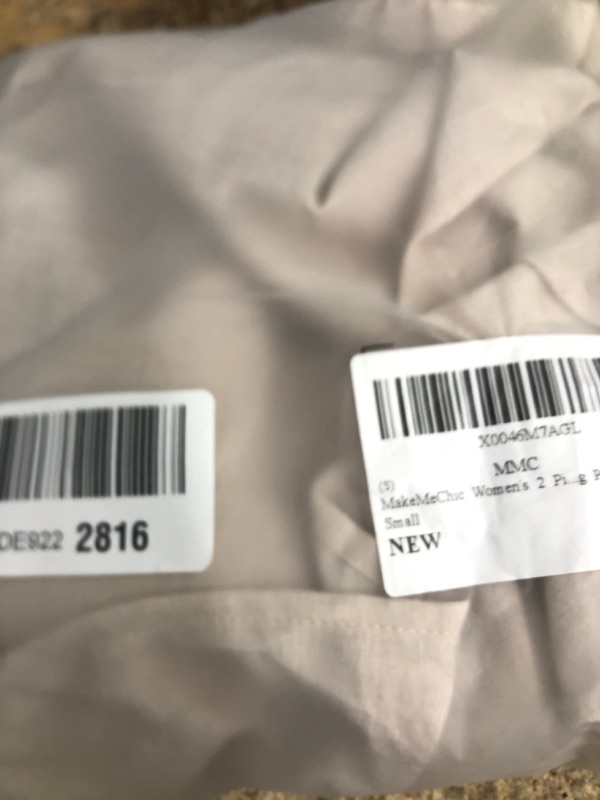 DE922 2816
X0046M7AGL
MMC
(S)
MakeMeChic Women's 2 Pi...g P
Small
NEW